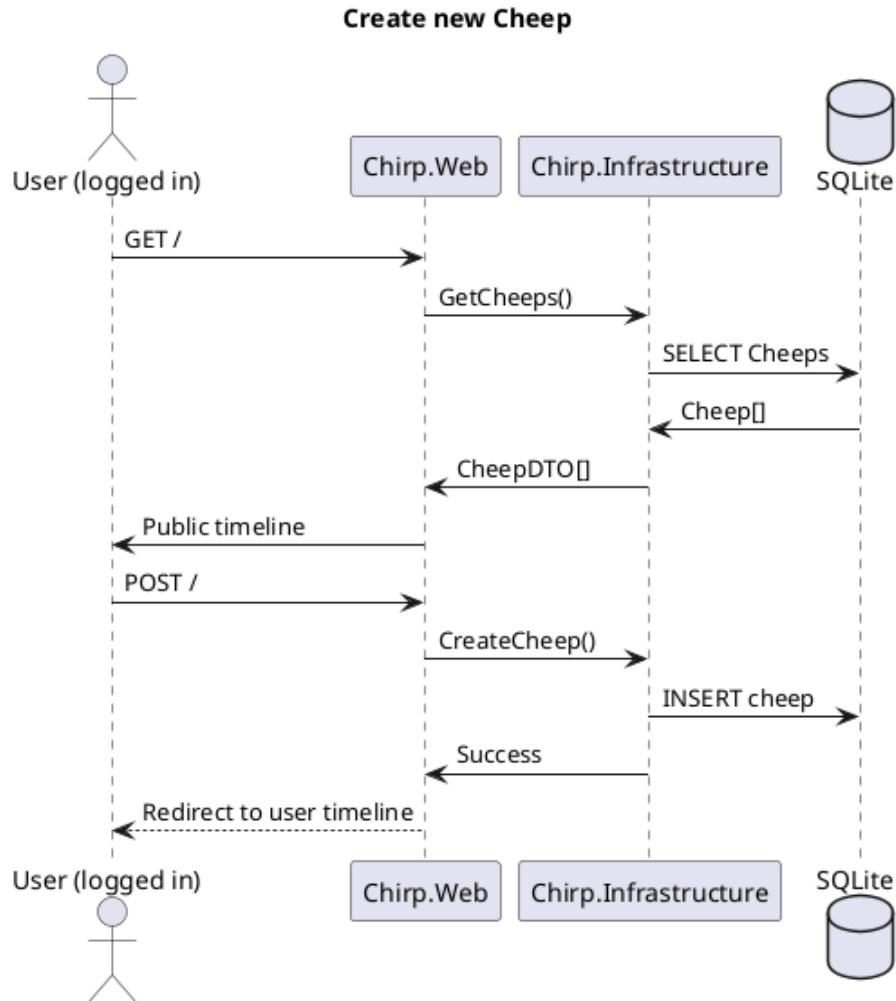 Create new Cheep
User (logged in)
Chirp.Web
Chirp.Infrastructure
SQLite
GET /
GetCheeps()
SELECT Cheeps
Cheep[]
CheepDTO[]
Public timeline
POST /
CreateCheep()
INSERT cheep
Success
Redirect to user timeline
User (logged in)
Chirp.Web
Chirp.Infrastructure
SQLite